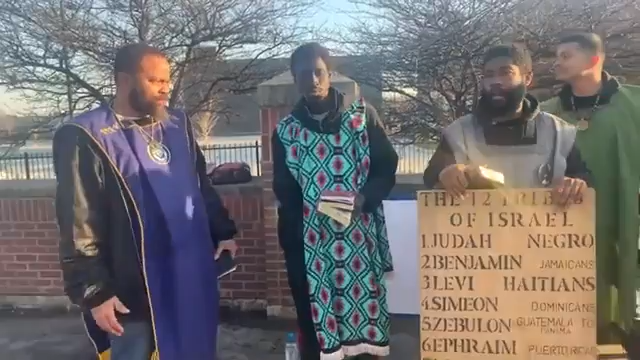 THE 12 TRIBES
OF ISRAEL
1.JUDAH NEGRO
2.BENJAMIN JAMAICANS
3.LEVI HAITIANS
4.SIMEON DOMINICANS
5.ZEBULON GUATEMALA TO
PANAMA
6.EPHRAIM PUERTO RICANS